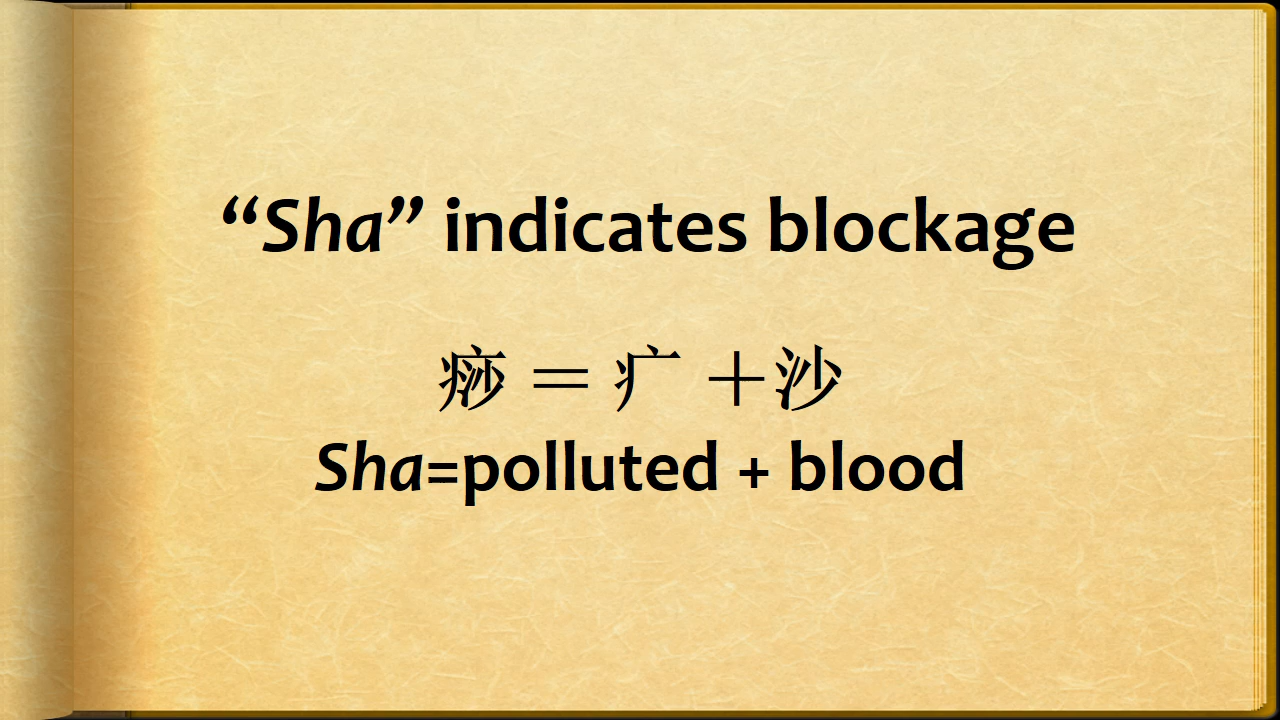 “Sha” indicates blockage
痧＝疒 ＋沙
Sha=polluted + blood